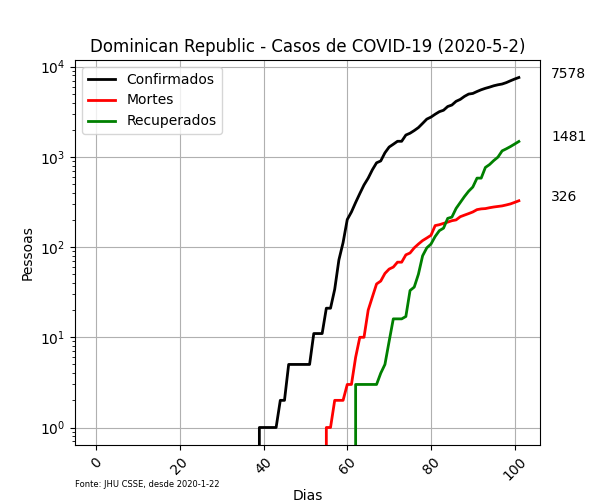 Dominican Republic - Casos de COVID-19 (2020-5-2)
Confirmados
Mortes
Recuperados
10⁴
10³
10²
10¹
10⁰
Pessoas
7578
1481
326
0 20 40 60 80 100
Fonte: JHU CSSE, desde 2020-1-22
Dias